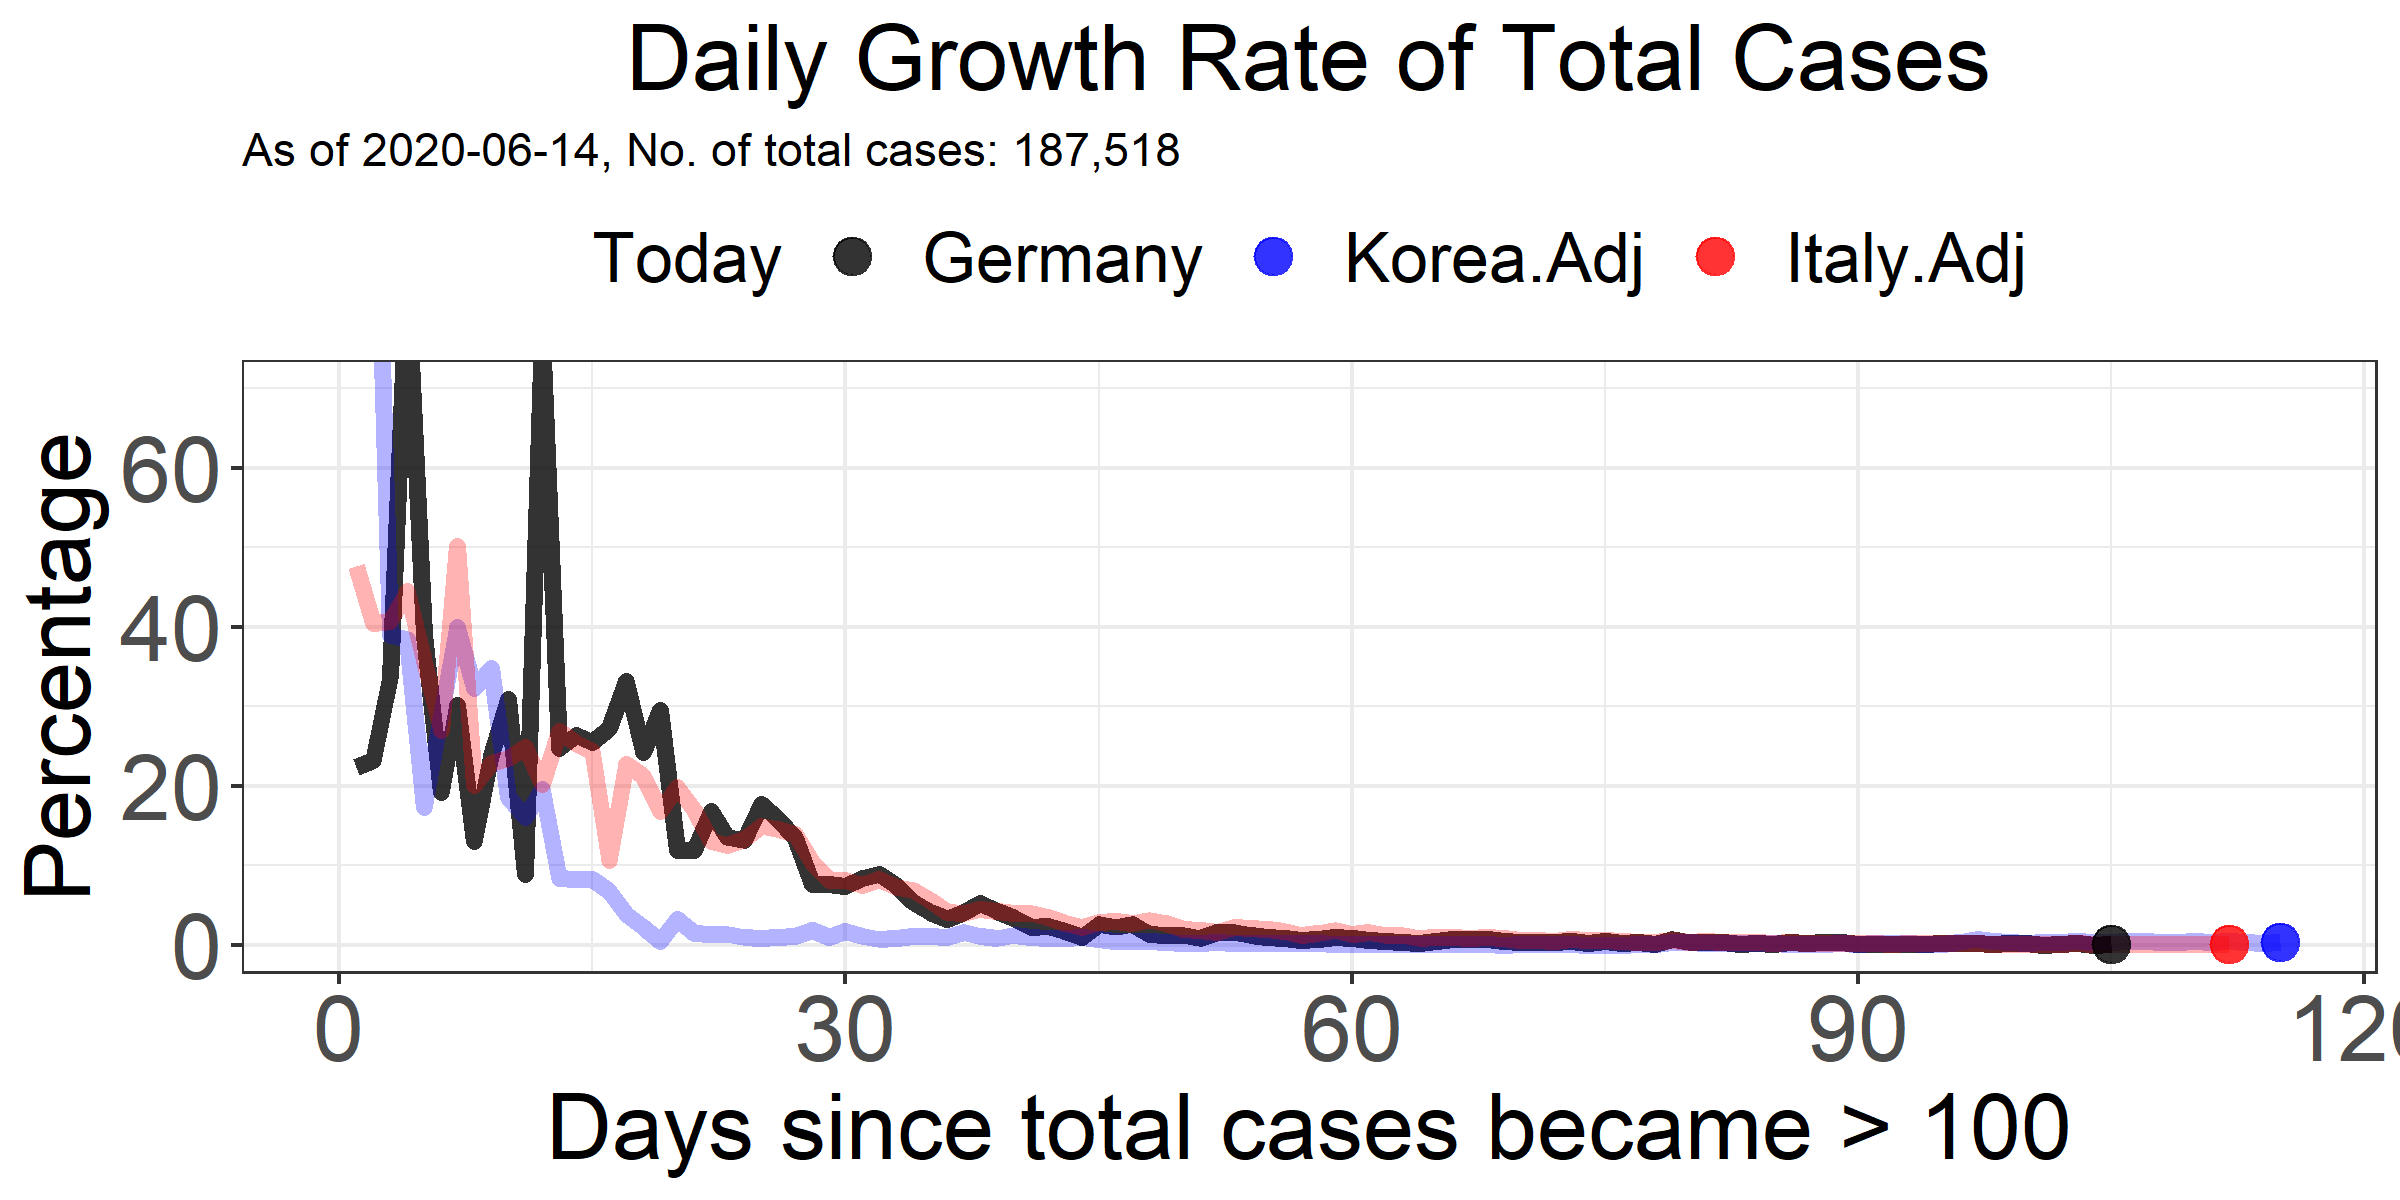 Daily Growth Rate of Total Cases
As of 2020-06-14, No. of total cases: 187,518
Today Germany Korea.Adj Italy.Adj
Percentage
60
40
20
0
0 30 60 90 120
Days since total cases became > 100